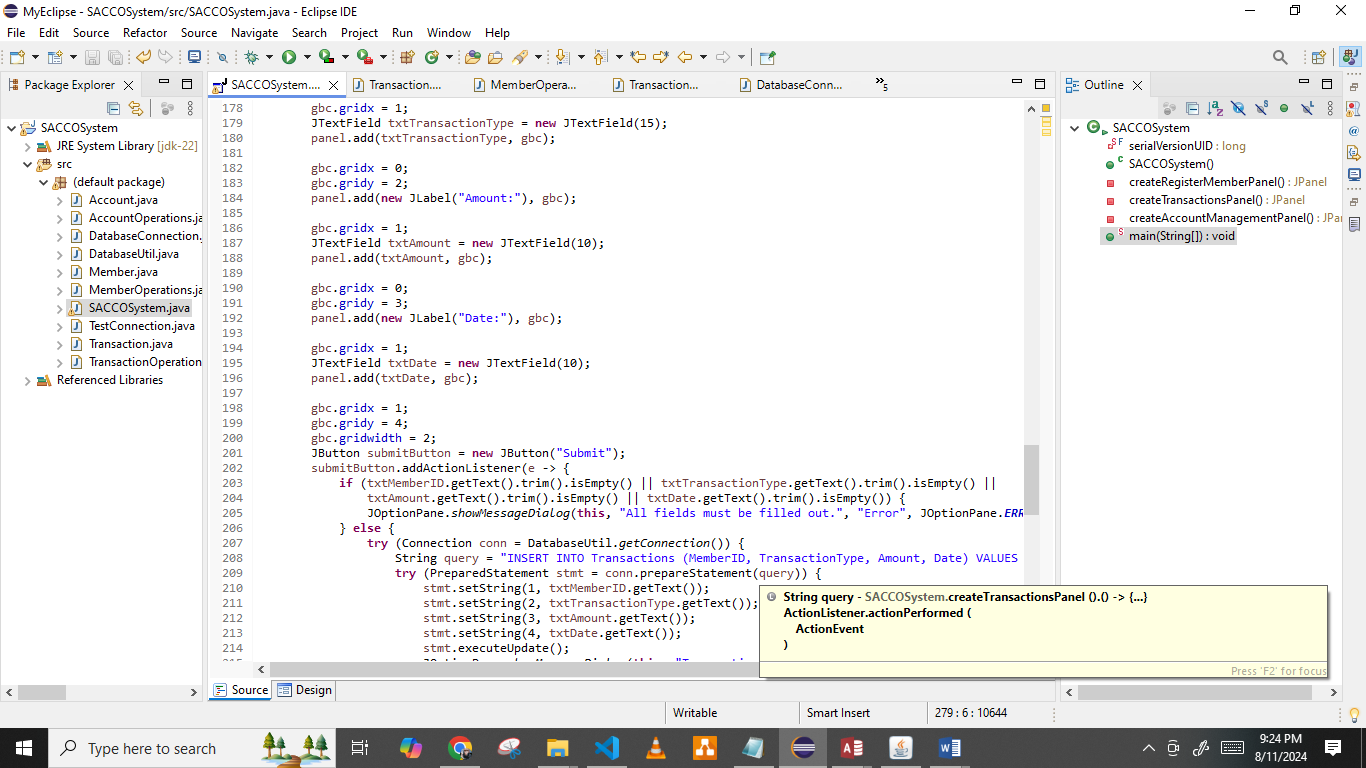 MyEclipse - SACCOSystem/src/SACCOSystem.java - Eclipse IDE
File Edit Source Refactor Source Navigate Search Project Run Window Help
Package Explorer
SACCOSystem
JRE System Library [jdk-22]
src
(default package)
Account.java
AccountOperations.ja
DatabaseConnection.
DatabaseUtil.java
Member.java
MemberOperations.ja
SACCOSystem.java
TestConnection.java
Transaction.java
TransactionOperation
Referenced Libraries
SACCOSystem.... Transaction.... MemberOpera... Transaction... DatabaseConn... »5
178 gbc.gridx = 1;
179 JTextField txtTransactionType = new JTextField(15);
180 panel.add(txtTransactionType, gbc);
181
182 gbc.gridx = 0;
183 gbc.gridy = 2;
184 panel.add(new JLabel("Amount:"), gbc);
185
186 gbc.gridx = 1;
187 JTextField txtAmount = new JTextField(10);
188 panel.add(txtAmount, gbc);
189
190 gbc.gridx = 0;
191 gbc.gridy = 3;
192 panel.add(new JLabel("Date:"), gbc);
193
194 gbc.gridx = 1;
195 JTextField txtDate = new JTextField(10);
196 panel.add(txtDate, gbc);
197
198 gbc.gridx = 1;
199 gbc.gridy = 4;
200 gbc.gridwidth = 2;
201 JButton submitButton = new JButton("Submit");
202 submitButton.addActionListener(e -> {
203 if (txtMemberID.getText().trim().isEmpty() || txtTransactionType.getText().trim().isEmpty() ||
204 txtAmount.getText().trim().isEmpty() || txtDate.getText().trim().isEmpty()) {
205 JOptionPane.showMessageDialog(this, "All fields must be filled out.", "Error", JOptionPane.ERR
206 } else {
207 try (Connection conn = DatabaseUtil.getConnection()) {
208 String query = "INSERT INTO Transactions (MemberID, TransactionType, Amount, Date) VALUES
209 try (PreparedStatement stmt = conn.prepareStatement(query)) {
210 stmt.setString(1, txtMemberID.getText());
211 stmt.setString(2, txtTransactionType.getText());
212 stmt.setString(3, txtAmount.getText());
213 stmt.setString(4, txtDate.getText());
214 stmt.executeUpdate();
String query - SACCOSystem.createTransactionsPanel ().() -> {...}
ActionListener.actionPerformed (
ActionEvent
)
Press 'F2' for focus
Source Design
Outline
SACCOSystem
serialVersionUID : long
SACCOSystem()
createRegisterMemberPanel() : JPanel
createTransactionsPanel() : JPanel
createAccountManagementPanel() : JPa
main(String[]) : void
Writable Smart Insert 279 : 6 : 10644
Type here to search
9:24 PM
8/11/2024